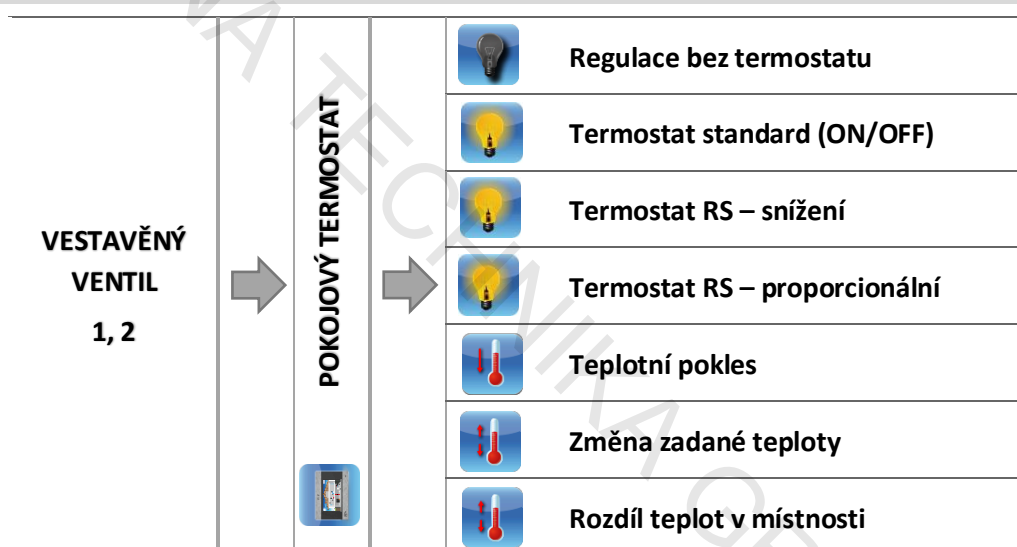 VESTAVĚNÝ
VENTIL
1, 2
POKOJOVÝ TERMOSTAT
Regulace bez termostatu
Termostat standard (ON/OFF)
Termostat RS – snížení
Termostat RS – proporcionální
Teplotní pokles
Změna zadané teploty
Rozdíl teplot v místnosti
TECHNIKA